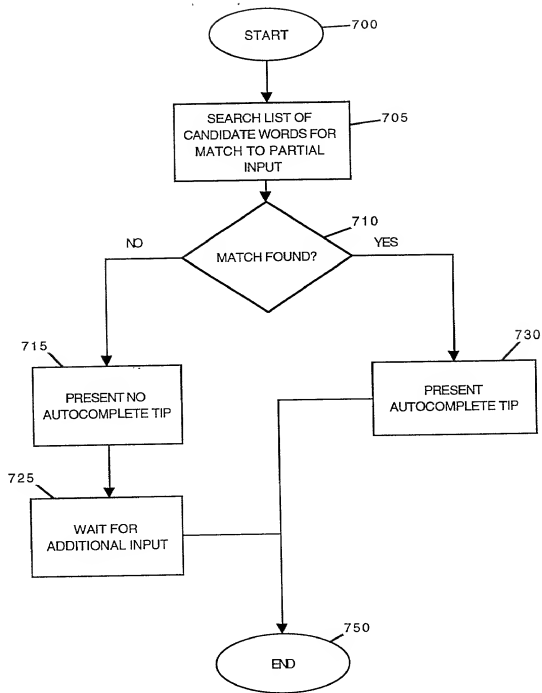 START
700
SEARCH LIST OF
CANDIDATE WORDS FOR
MATCH TO PARTIAL
INPUT
705
710
MATCH FOUND?
NO
YES
715
PRESENT NO
AUTOCOMPLETE TIP
730
PRESENT
AUTOCOMPLETE TIP
725
WAIT FOR
ADDITIONAL INPUT
750
END